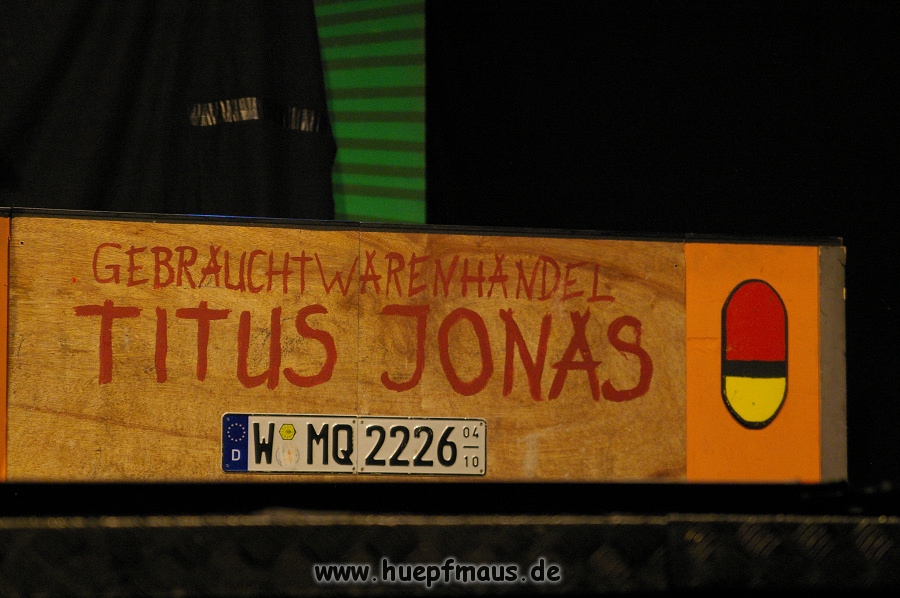 GEBRAUCHTWARENHANDEL
TITUS JONAS
D W MQ 2226 04 10
www.huepfmaus.de